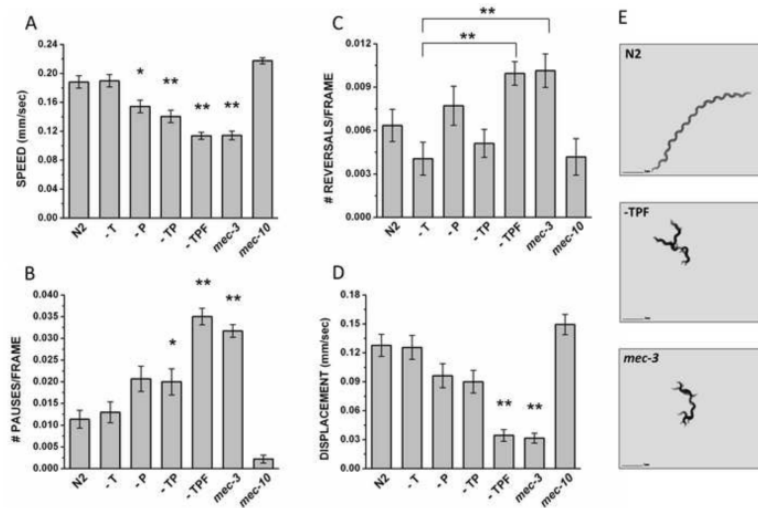 A
SPEED (mm/sec)
0.24
0.20
0.16
0.12
0.08
0.04
0.00
*
**
**
**
N2
- T
- P
- TP
- TPF
mec-3
mec-10
B
# PAUSES/FRAME
0.040
0.035
0.030
0.025
0.020
0.015
0.010
0.005
0.000
*
**
**
N2
- T
- P
- TP
- TPF
mec-3
mec-10
C
# REVERSALS/FRAME
0.012
0.009
0.006
0.003
0.000
**
**
N2
- T
- P
- TP
- TPF
mec-3
mec-10
D
DISPLACEMENT (mm/sec)
0.18
0.15
0.12
0.09
0.06
0.03
0.00
**
**
N2
- T
- P
- TP
- TPF
mec-3
mec-10
E
N2
-TPF
mec-3